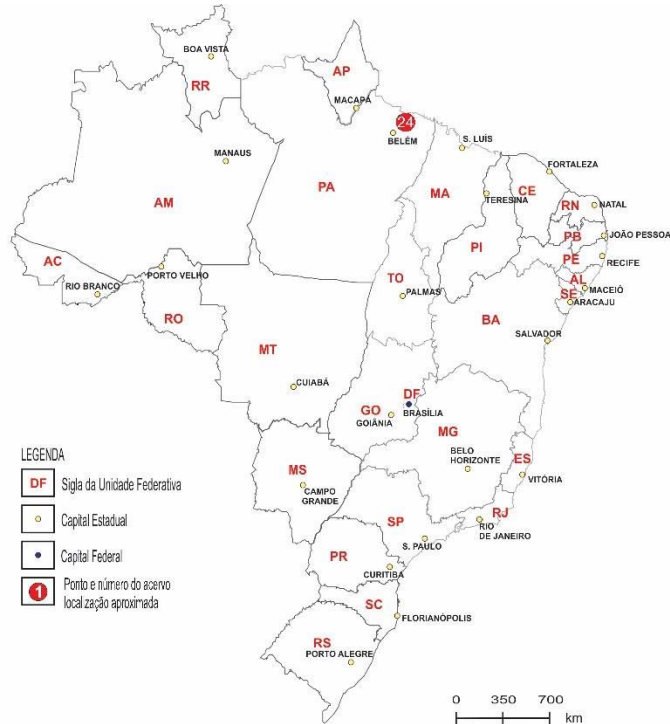 BOA VISTA
RR
AP
MACAPÁ
24
BELÉM
S. LUÍS
MANAUS
FORTALEZA
AM
PA
MA
TERESINA
CE
RN
NATAL
PB
JOÃO PESSOA
PI
PE
RECIFE
AC
PORTO VELHO
TO
AL
MACEIÓ
SE
ARACAJU
RIO BRANCO
PALMAS
RO
BA
MT
SALVADOR
CUIABÁ
DF
BRASÍLIA
GO
GOIÂNIA
MG
BELO
HORIZONTE
ES
VITÓRIA
MS
CAMPO
GRANDE
SP
RJ
RIO
DE JANEIRO
S. PAULO
PR
CURITIBA
SC
FLORIANÓPOLIS
RS
PORTO ALEGRE
LEGENDA
DF Sigla da Unidade Federativa
Capital Estadual
Capital Federal
1 Ponto e número do acervo
localização aproximada
0 350 700
km